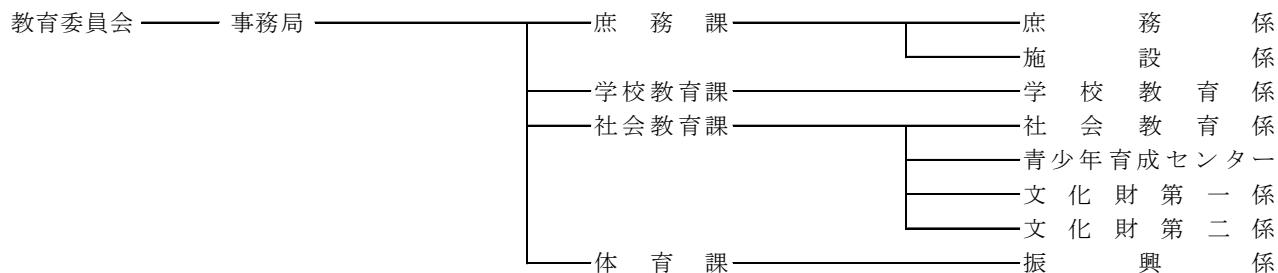 教育委員会 事務局 庶務課 庶務係
施設係
学校教育課 学校教育係
社会教育課 社会教育係
青少年育成センター
文化財第一係
文化財第二係
体育課 振興係